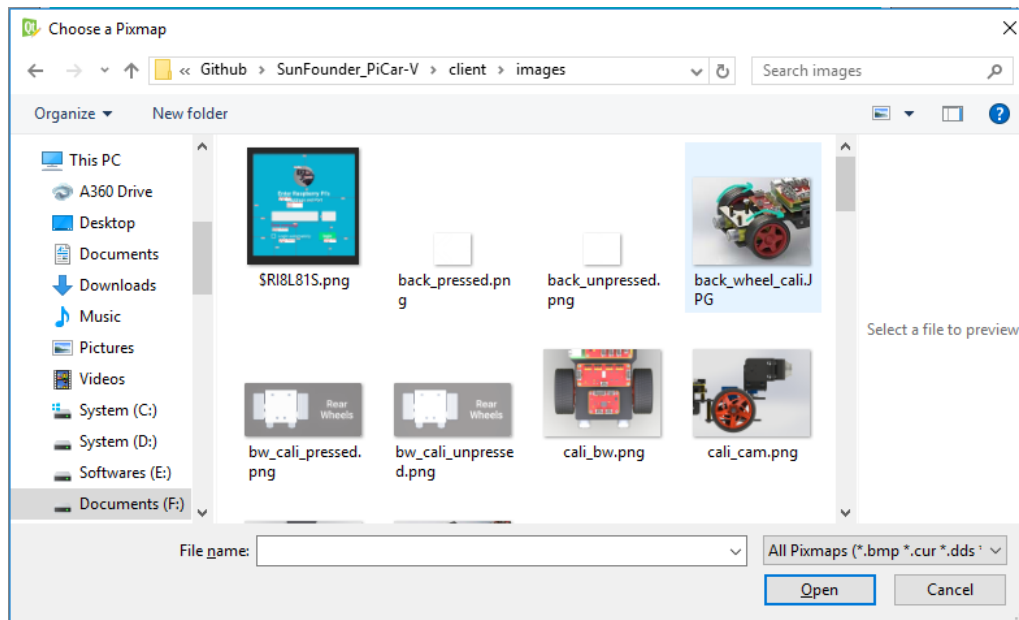 Choose a Pixmap
« Github > SunFounder_PiCar-V > client > images
Search images
Organize
New folder
This PC
A360 Drive
Desktop
Documents
Downloads
Music
Pictures
Videos
System (C:)
System (D:)
Softwares (E:)
Documents (F:)
$RI8L81S.png
back_pressed.pn
g
back_unpressed.
png
back_wheel_cali.J
PG
Rear
Wheels
bw_cali_pressed.
png
Rear
Wheels
bw_cali_unpresse
d.png
cali_bw.png
cali_cam.png
Select a file to preview
File name:
All Pixmaps (*.bmp *.cur *.dds *
Open
Cancel